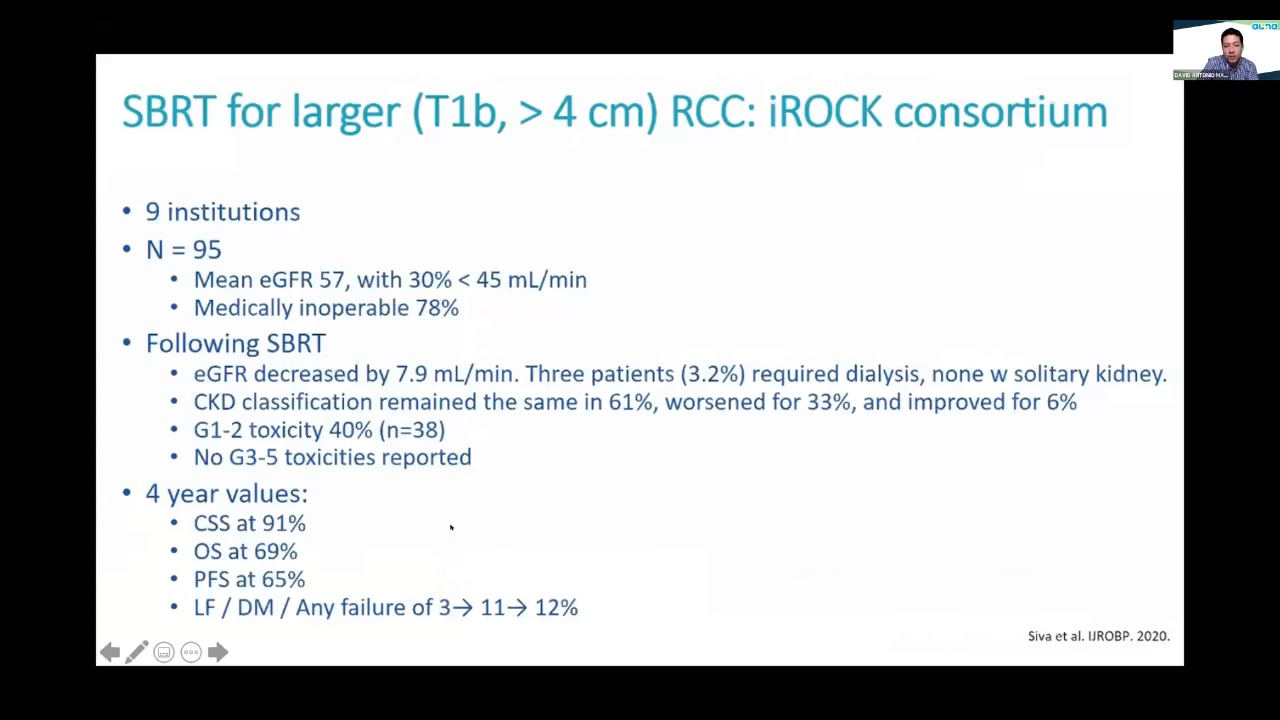 SBRT for larger (T1b, > 4 cm) RCC: iROCK consortium
• 9 institutions
• N = 95
• Mean eGFR 57, with 30% < 45 mL/min
• Medically inoperable 78%
• Following SBRT
• eGFR decreased by 7.9 mL/min. Three patients (3.2%) required dialysis, none w solitary kidney.
• CKD classification remained the same in 61%, worsened for 33%, and improved for 6%
• G1-2 toxicity 40% (n=38)
• No G3-5 toxicities reported
• 4 year values:
• CSS at 91%
• OS at 69%
• PFS at 65%
• LF / DM / Any failure of 3→ 11→ 12%
Siva et al. IJROBP. 2020.
auna
DAVID ANTONIO MA...